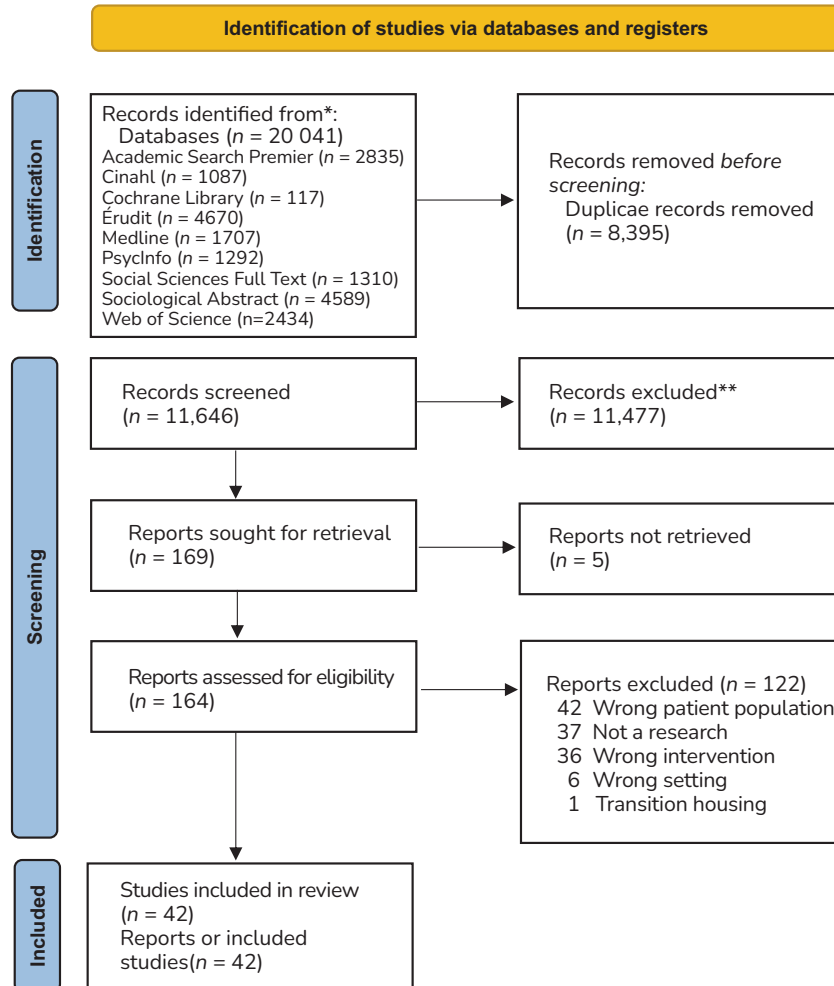 Identification of studies via databases and registers
Identification
Records identified from*:
Databases (n = 20 041)
Academic Search Premier (n = 2835)
Cinahl (n = 1087)
Cochrane Library (n = 117)
Érudit (n = 4670)
Medline (n = 1707)
PsycInfo (n = 1292)
Social Sciences Full Text (n = 1310)
Sociological Abstract (n = 4589)
Web of Science (n=2434)
Records removed before
screening:
Duplicae records removed
(n = 8,395)
Screening
Records screened
(n = 11,646)
Records excluded**
(n = 11,477)
Reports sought for retrieval
(n = 169)
Reports not retrieved
(n = 5)
Reports assessed for eligibility
(n = 164)
Reports excluded (n = 122)
42 Wrong patient population
37 Not a research
36 Wrong intervention
6 Wrong setting
1 Transition housing
Included
Studies included in review
(n = 42)
Reports or included
studies(n = 42)